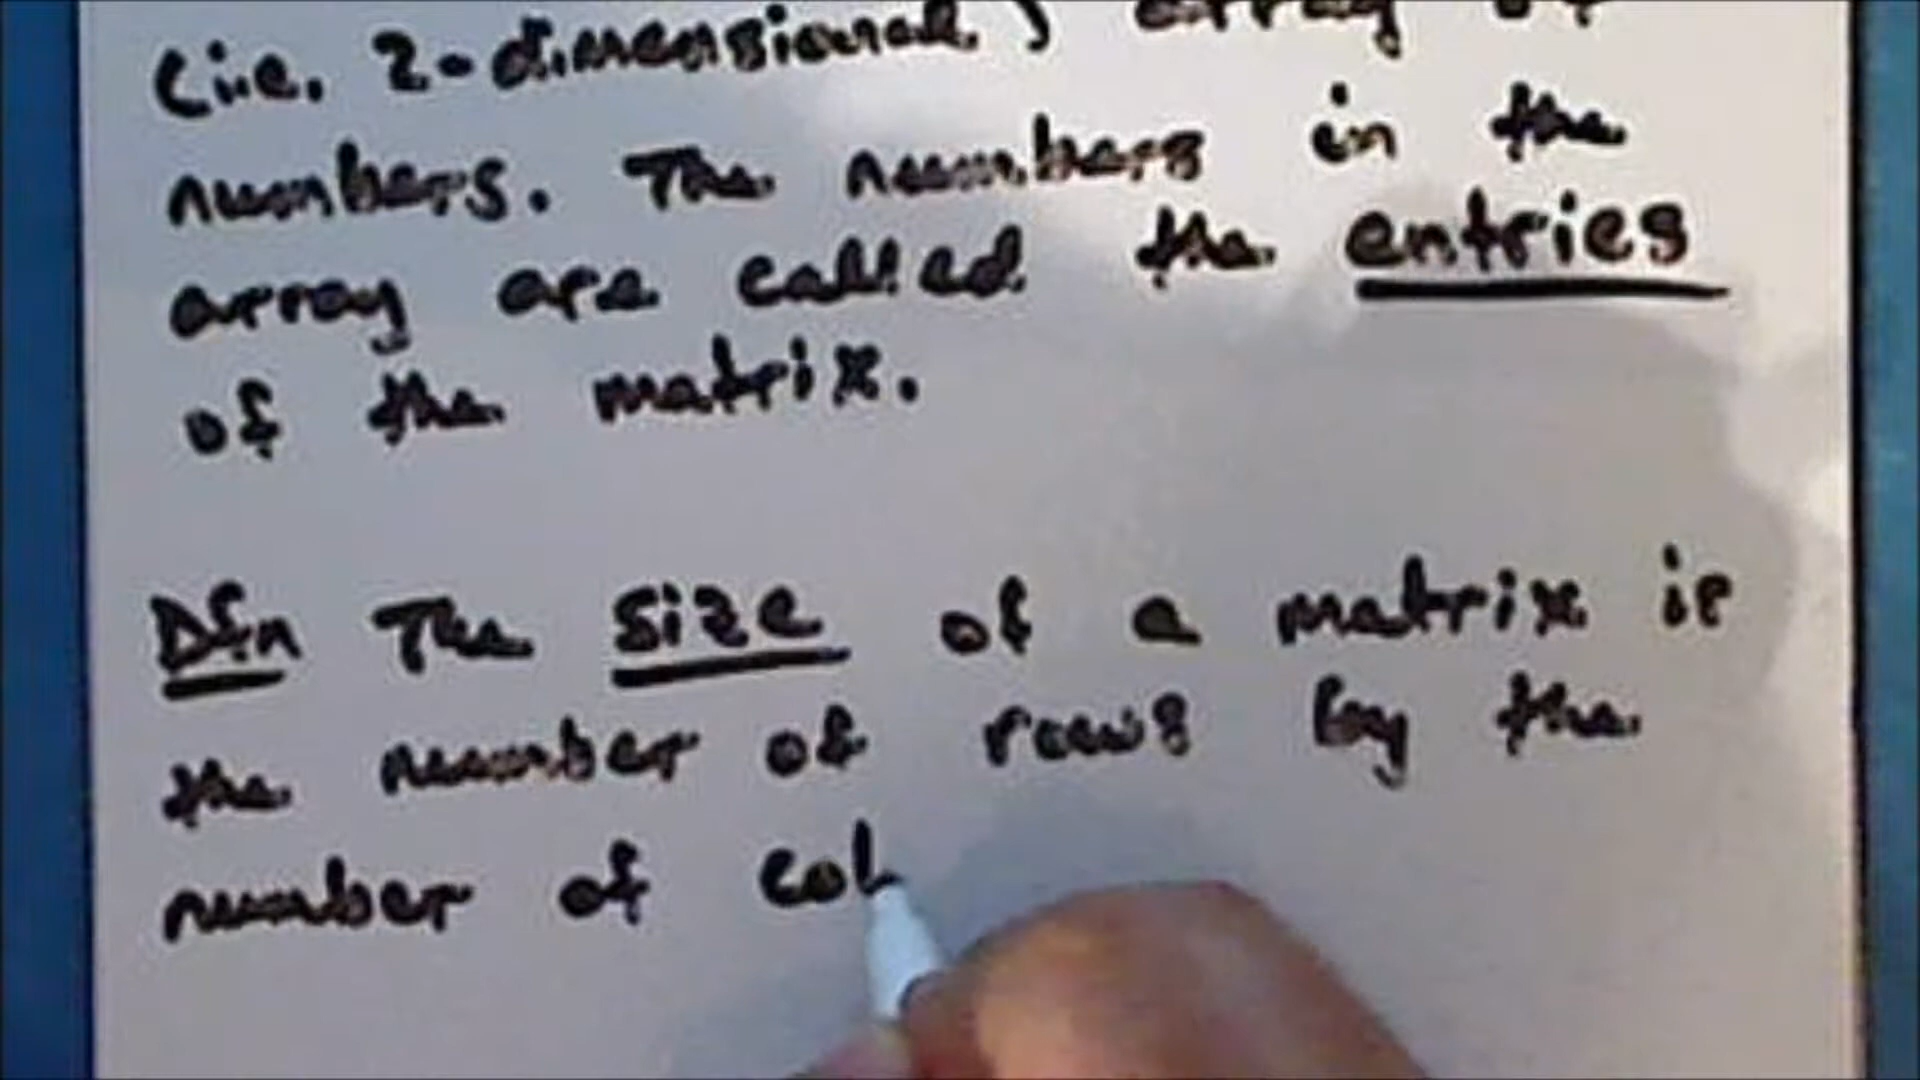 (i.e. 2-dimensional) array of
numbers. The numbers in the
array are called the entries
of the matrix.
Dfn The size of a matrix is
the number of rows by the
number of col